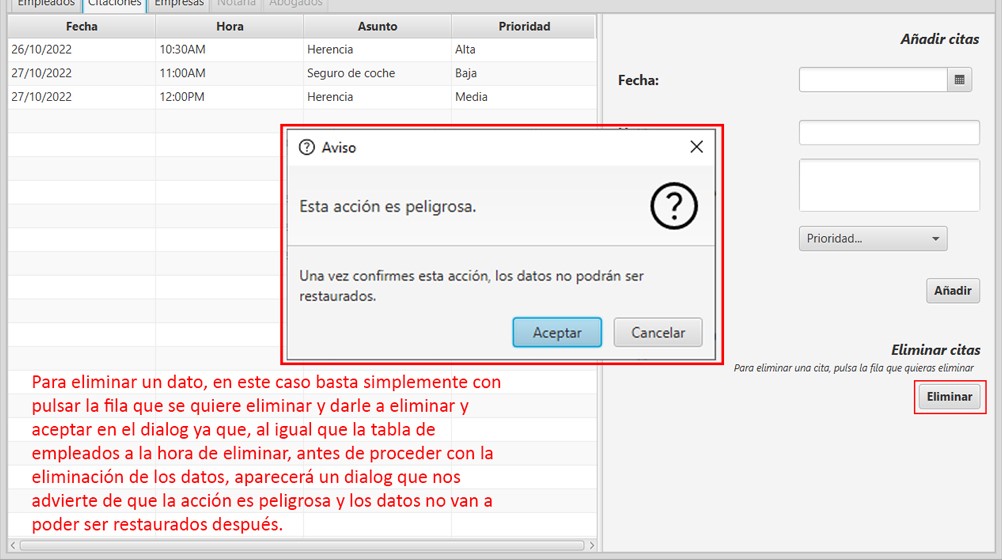 Empleados Citaciones Empresas Notaría Abogados
Fecha Hora Asunto Prioridad
26/10/2022 10:30AM Herencia Alta
27/10/2022 11:00AM Seguro de coche Baja
27/10/2022 12:00PM Herencia Media
Añadir citas
Fecha:
Prioridad...
Añadir
Aviso
Esta acción es peligrosa.
Una vez confirmes esta acción, los datos no podrán ser
restaurados.
Aceptar Cancelar
Eliminar citas
Para eliminar una cita, pulsa la fila que quieras eliminar
Eliminar
Para eliminar un dato, en este caso basta simplemente con
pulsar la fila que se quiere eliminar y darle a eliminar y
aceptar en el dialog ya que, al igual que la tabla de
empleados a la hora de eliminar, antes de proceder con la
eliminación de los datos, aparecerá un dialog que nos
advierte de que la acción es peligrosa y los datos no van a
poder ser restaurados después.